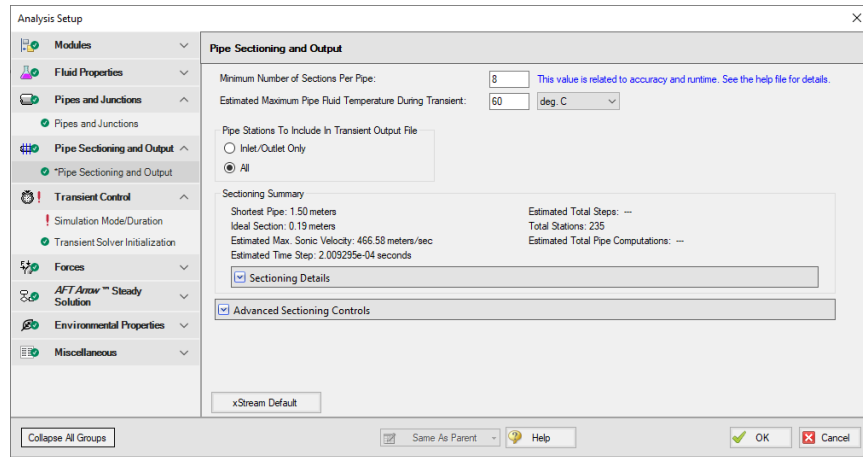 Analysis Setup
Modules
Fluid Properties
Pipes and Junctions
Pipes and Junctions
Pipe Sectioning and Output
*Pipe Sectioning and Output
Transient Control
Simulation Mode/Duration
Transient Solver Initialization
Forces
AFT Arrow ™ Steady
Solution
Environmental Properties
Miscellaneous
Pipe Sectioning and Output
Minimum Number of Sections Per Pipe: 8 This value is related to accuracy and runtime. See the help file for details.
Estimated Maximum Pipe Fluid Temperature During Transient: 60 deg. C
Pipe Stations To Include In Transient Output File
Inlet/Outlet Only
All
Sectioning Summary
Shortest Pipe: 1.50 meters
Ideal Section: 0.19 meters
Estimated Max. Sonic Velocity: 466.58 meters/sec
Estimated Time Step: 2.009295e-04 seconds
Estimated Total Steps: ---
Total Stations: 235
Estimated Total Pipe Computations: ---
Sectioning Details
Advanced Sectioning Controls
xStream Default
Collapse All Groups
Same As Parent
Help
OK
Cancel